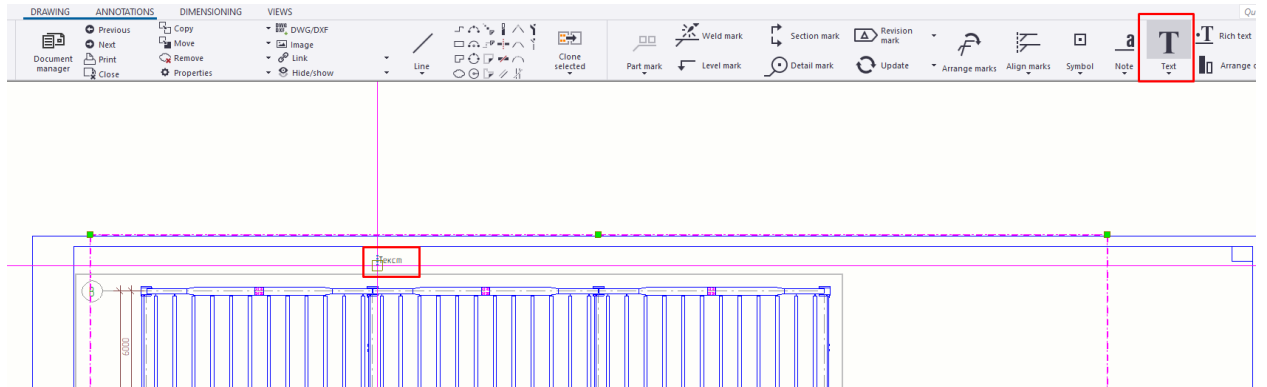 DRAWING ANNOTATIONS DIMENSIONING VIEWS
Document manager
Previous
Next
Print
Close
Copy
Move
Remove
Properties
DWG/DXF
Image
Link
Hide/show
Line
Clone selected
Part mark
Weld mark
Level mark
Section mark
Detail mark
Revision mark
Update
Arrange marks
Align marks
Symbol
Note
Text
Rich text
Текст
6000